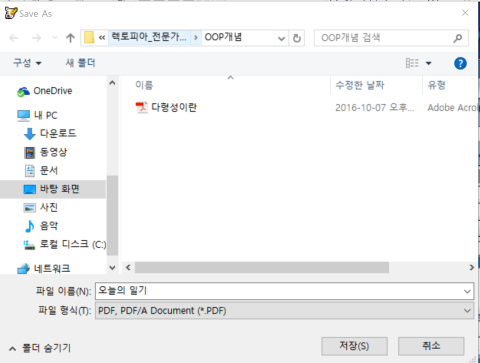 Save As
« 렉토피아_전문가... › OOP개념
OOP개념 검색
구성 새 폴더
이름 수정한 날짜 유형
OneDrive
다형성이란 2016-10-07 오후... Adobe Acro
내 PC
다운로드
동영상
문서
바탕 화면
사진
음악
로컬 디스크 (C:)
네트워크
파일 이름(N): 오늘의 일기
파일 형식(T): PDF, PDF/A Document (*.PDF)
폴더 숨기기 저장(S) 취소